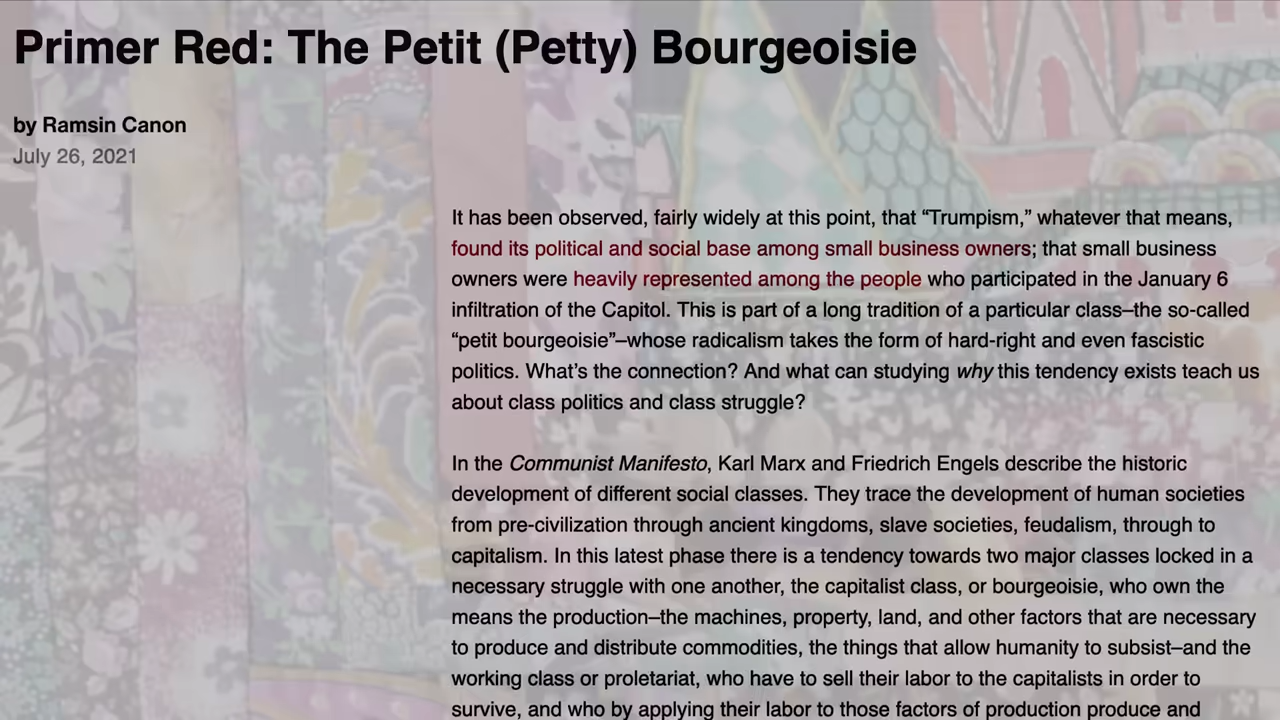 Primer Red: The Petit (Petty) Bourgeoisie
by Ramsin Canon
July 26, 2021
It has been observed, fairly widely at this point, that “Trumpism,” whatever that means,
found its political and social base among small business owners; that small business
owners were heavily represented among the people who participated in the January 6
infiltration of the Capitol. This is part of a long tradition of a particular class–the so-called
“petit bourgeoisie”–whose radicalism takes the form of hard-right and even fascistic
politics. What’s the connection? And what can studying why this tendency exists teach us
about class politics and class struggle?
In the Communist Manifesto, Karl Marx and Friedrich Engels describe the historic
development of different social classes. They trace the development of human societies
from pre-civilization through ancient kingdoms, slave societies, feudalism, through to
capitalism. In this latest phase there is a tendency towards two major classes locked in a
necessary struggle with one another, the capitalist class, or bourgeoisie, who own the
means the production–the machines, property, land, and other factors that are necessary
to produce and distribute commodities, the things that allow humanity to subsist–and the
working class or proletariat, who have to sell their labor to the capitalists in order to
survive, and who by applying their labor to those factors of production produce and